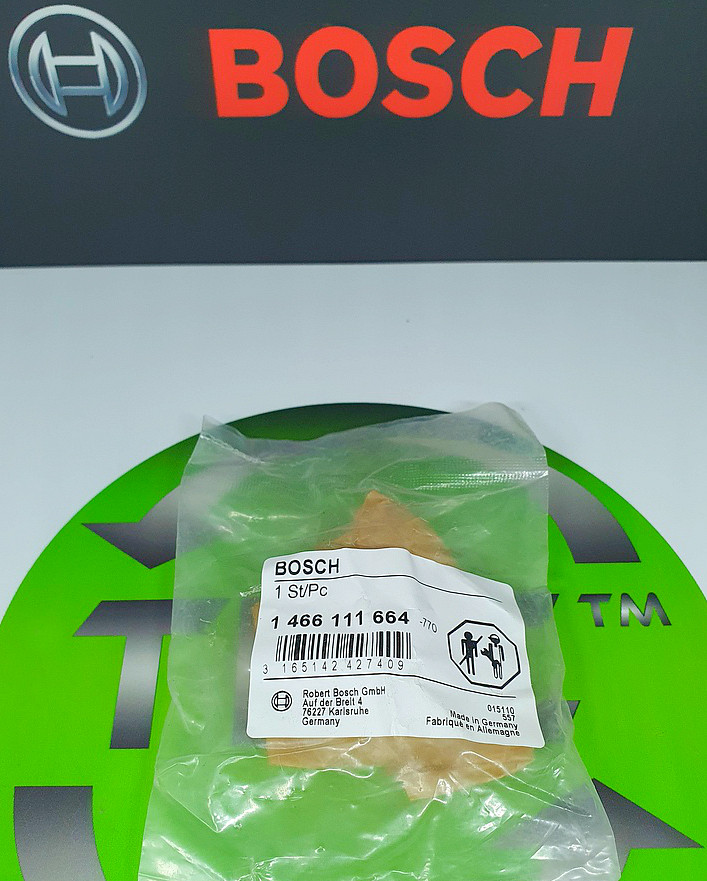 BOSCH
BOSCH
1 St/Pc
1 466 111 664 -770
3 165142 427409
Robert Bosch GmbH
Auf der Breit 4
76227 Karlsruhe
Germany
015110
557
Made in Germany
Fabriqué en Allemagne
TM